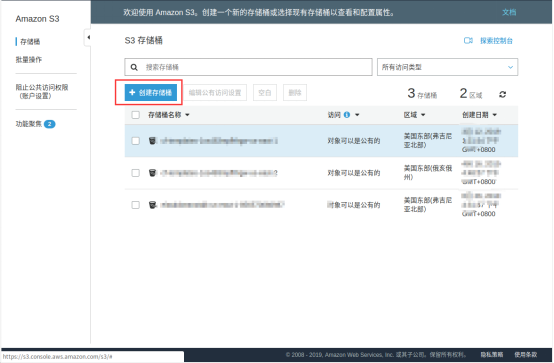 Amazon S3
存储桶
批量操作
阻止公共访问权限
（账户设置）
功能聚焦 2
欢迎使用 Amazon S3。创建一个新的存储桶或选择现有存储桶以查看和配置属性。
文档
S3 存储桶
探索控制台
搜索存储桶
所有访问类型
+ 创建存储桶
编辑公有访问设置
空白
删除
3 存储桶
2 区域
存储桶名称
访问
区域
创建日期
对象可以是公有的
美国东部(弗吉尼
亚北部)
GMT+0800
对象可以是公有的
美国东部(俄亥俄
州)
GMT+0800
对象可以是公有的
美国东部(弗吉尼
亚北部)
GMT+0800
https://s3.console.aws.amazon.com/s3/#
© 2008 - 2019, Amazon Web Services, Inc. 或其子公司。保留所有权利。
隐私策略
使用条款